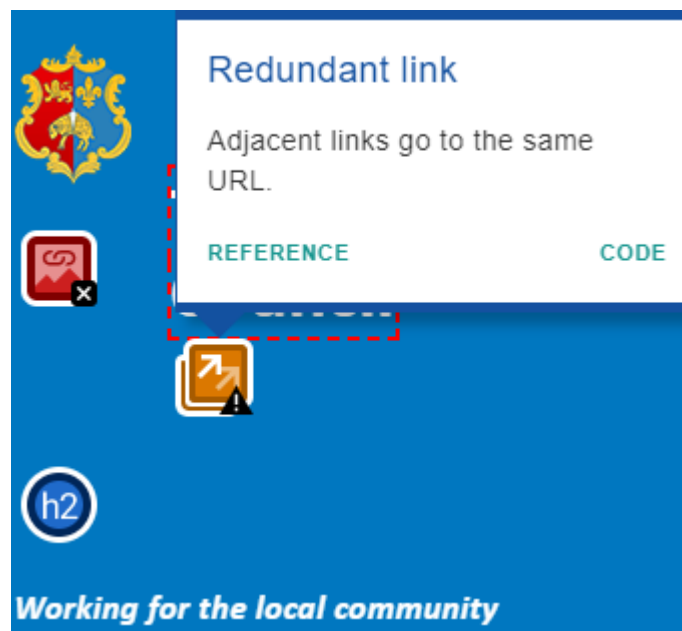 Redundant link
Adjacent links go to the same
URL.
REFERENCE CODE
h2
Working for the local community